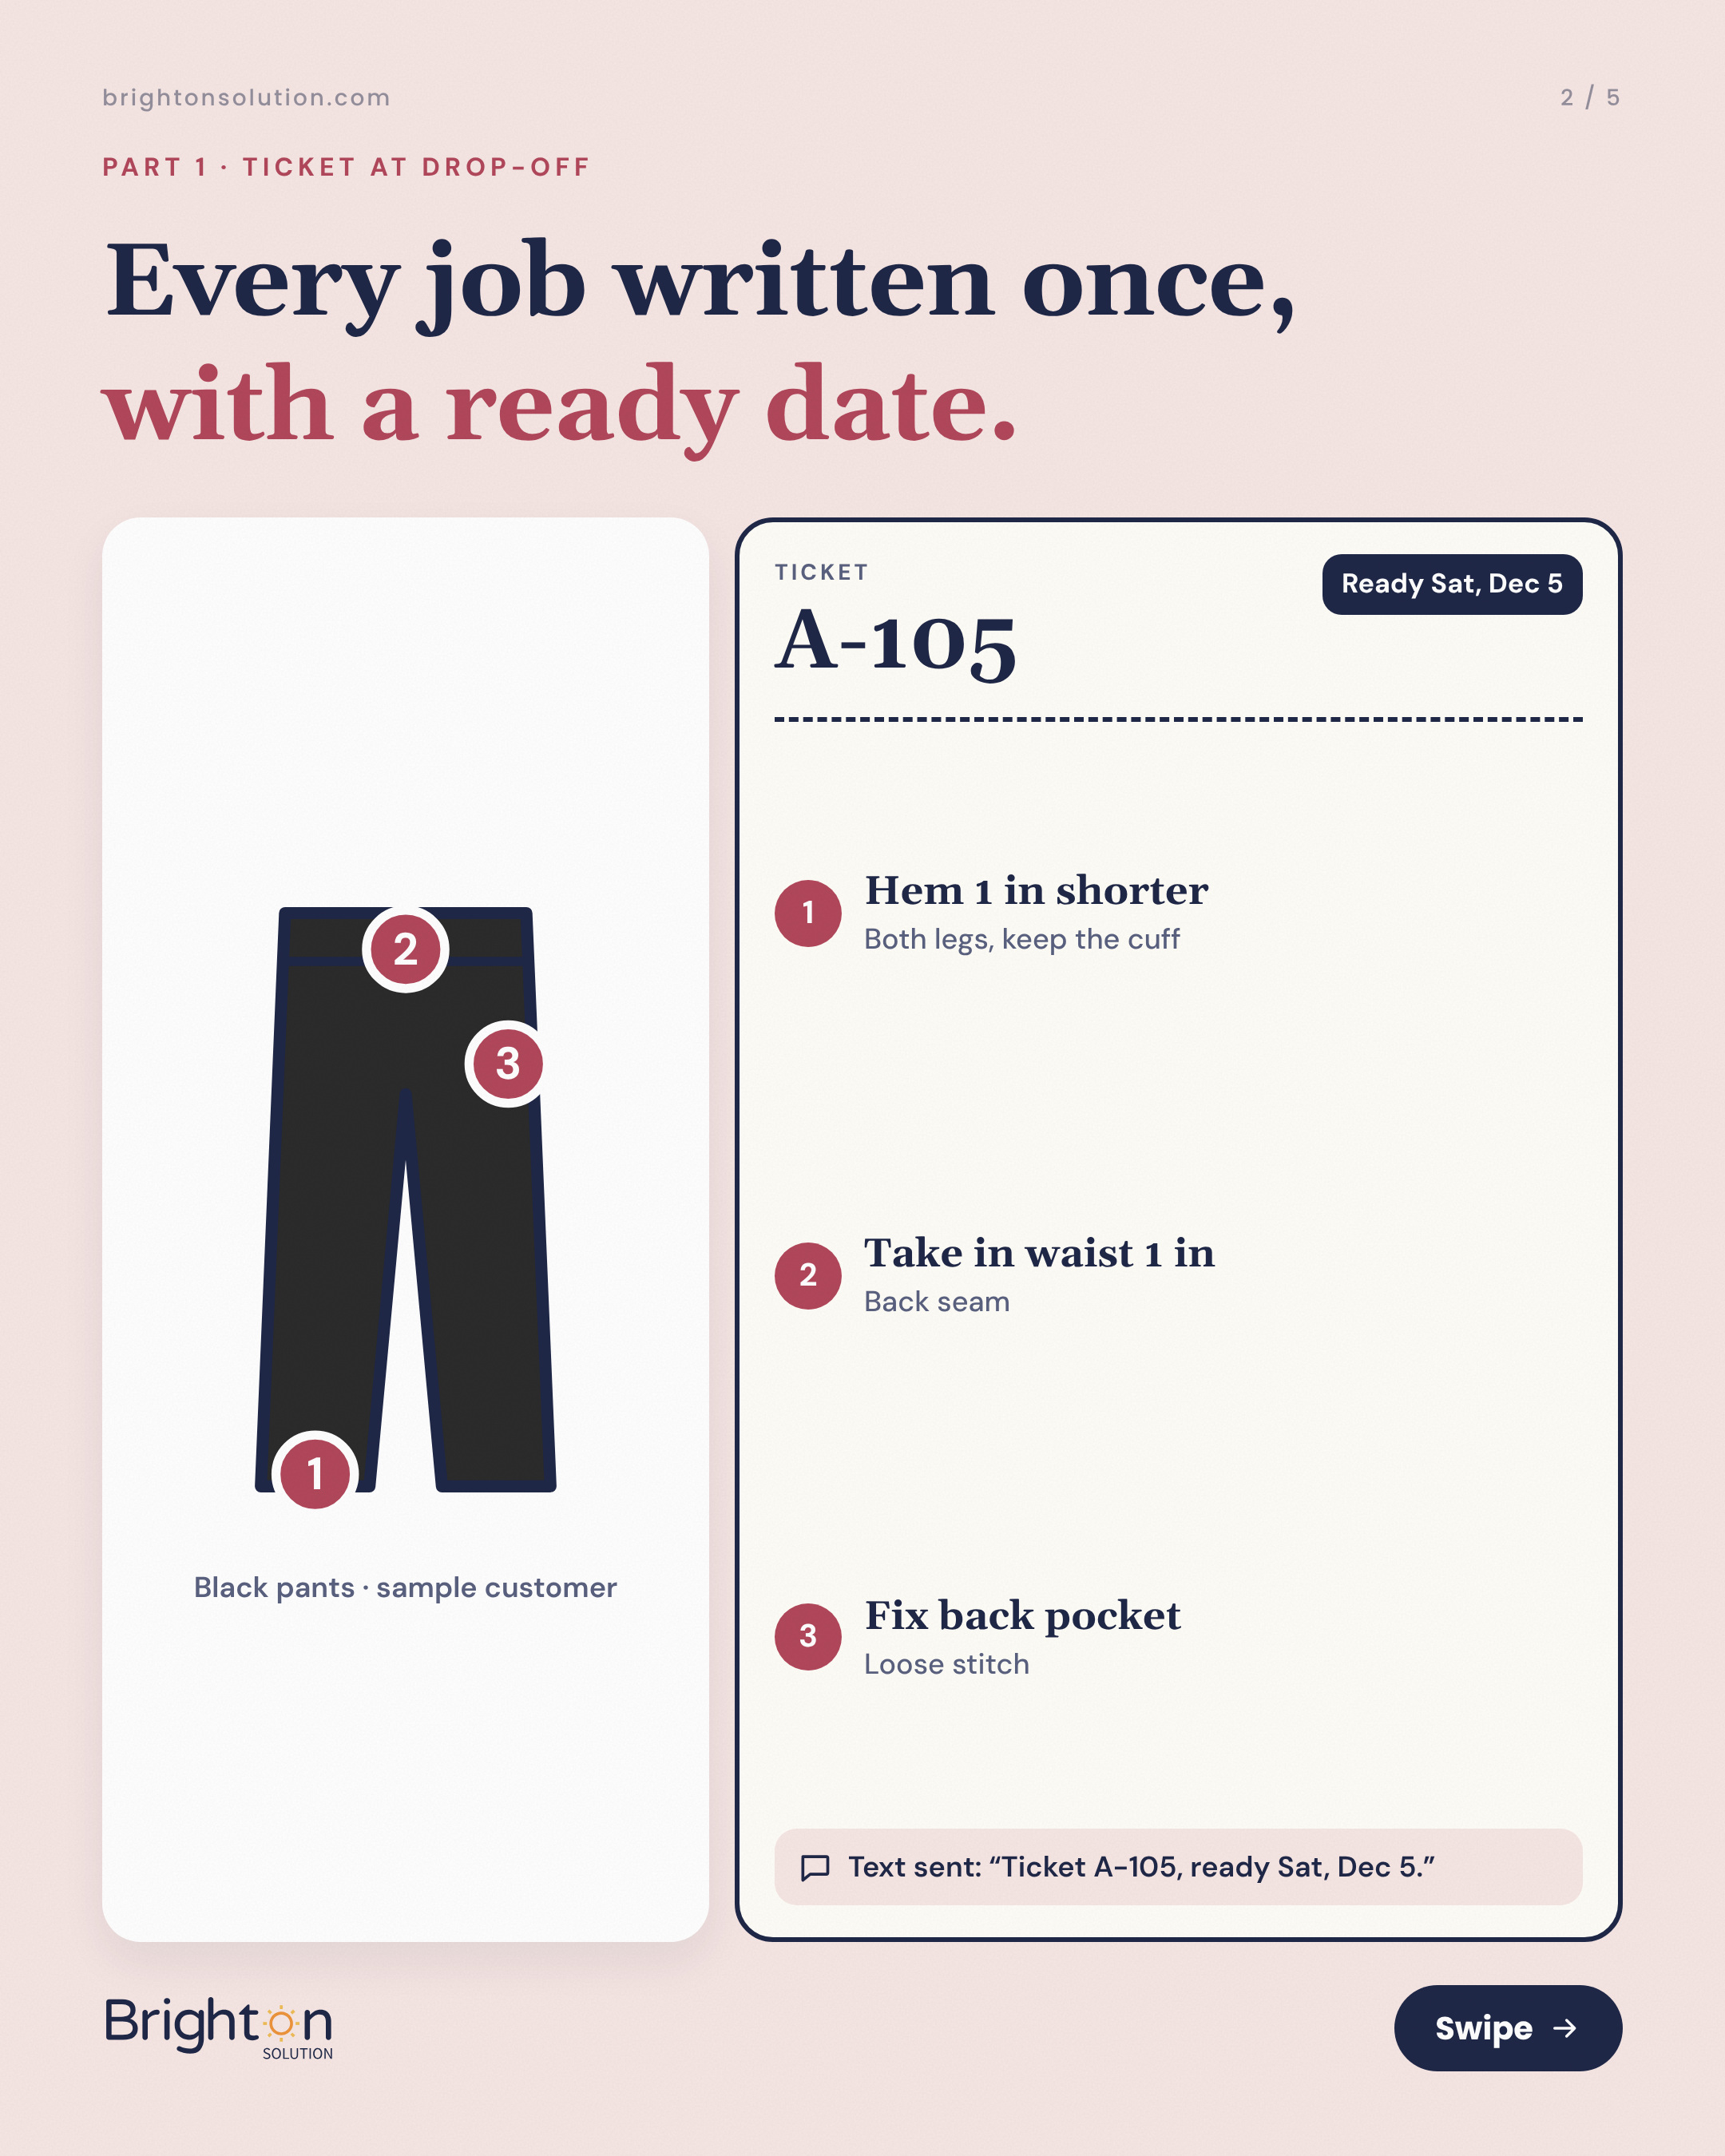 brightonsolution.com
2 / 5
PART 1 · TICKET AT DROP-OFF
Every job written once,
with a ready date.
2
3
1
Black pants · sample customer
TICKET
A-105
Ready Sat, Dec 5
1
Hem 1 in shorter
Both legs, keep the cuff
2
Take in waist 1 in
Back seam
3
Fix back pocket
Loose stitch
Text sent: “Ticket A-105, ready Sat, Dec 5.”
Brighton
SOLUTION
Swipe →